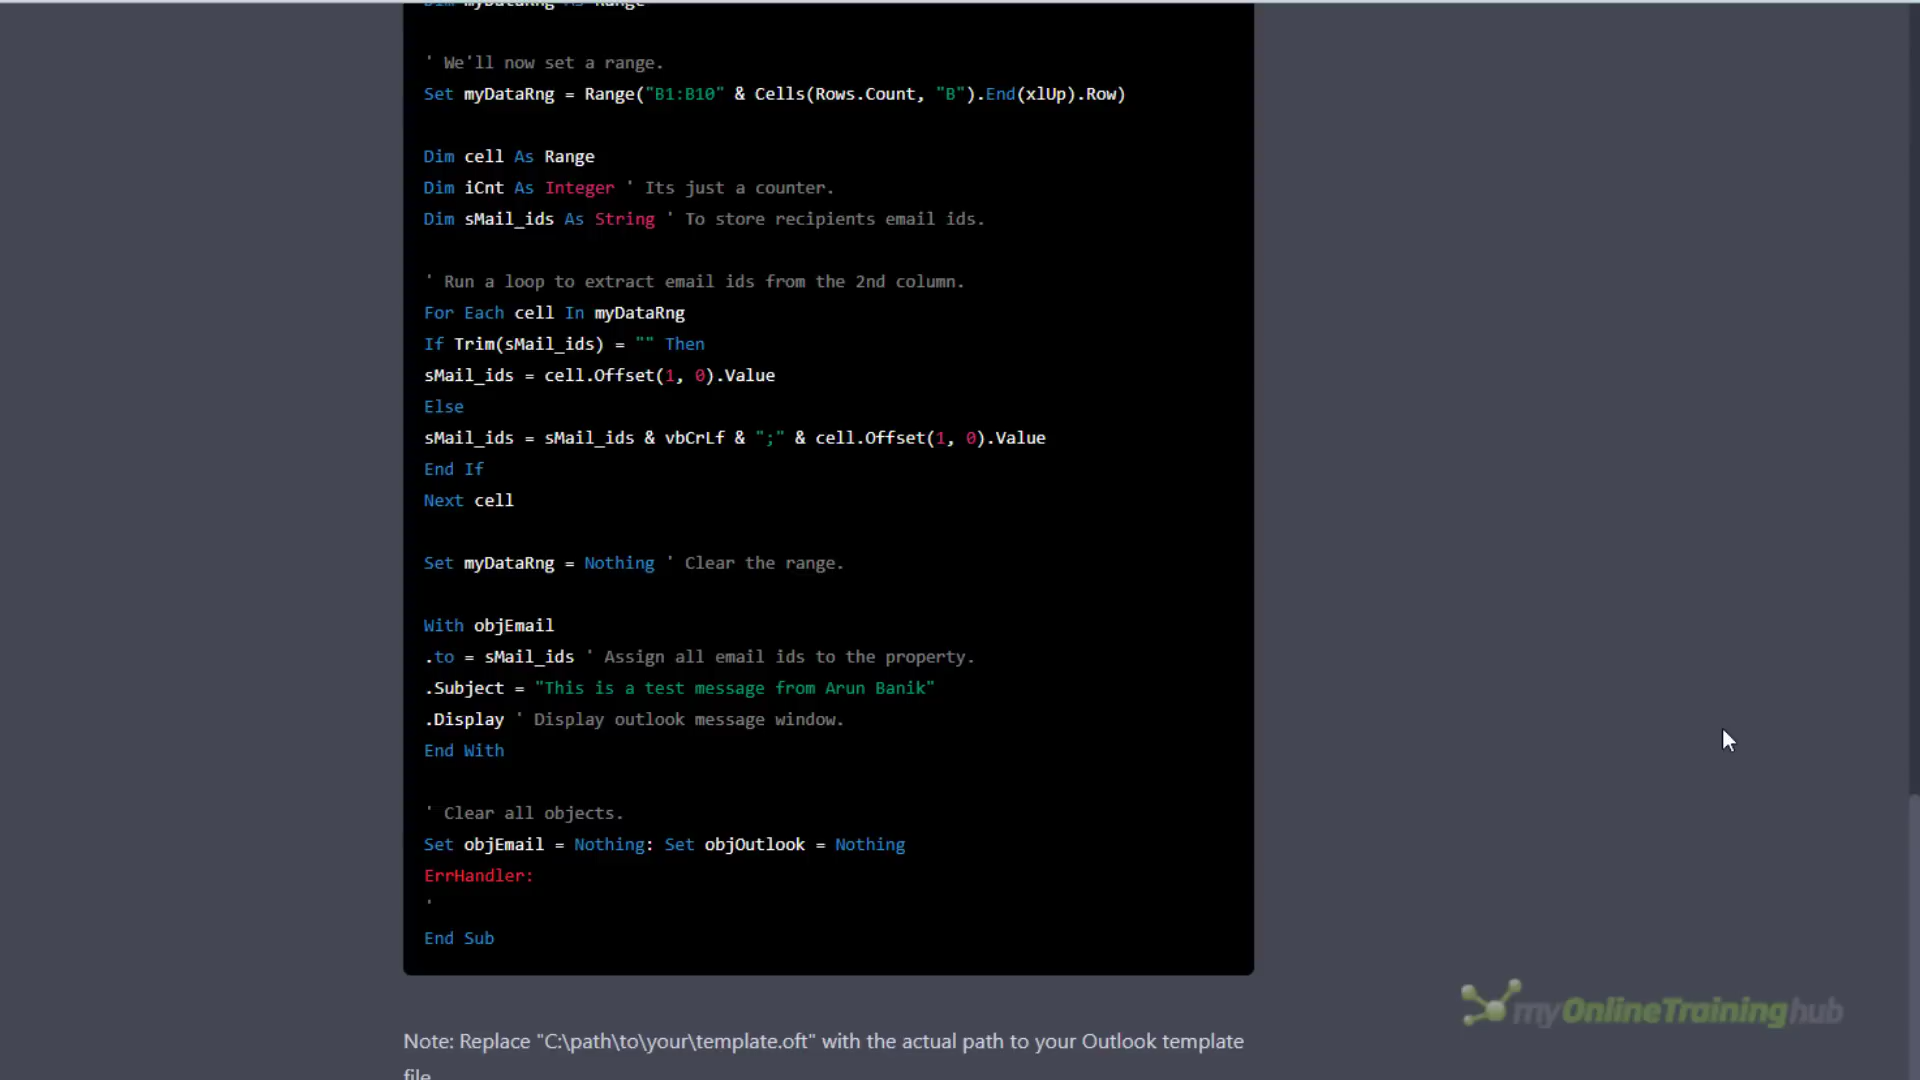 Dim myDataRng As Range
' We'll now set a range.
Set myDataRng = Range("B1:B10" & Cells(Rows.Count, "B").End(xlUp).Row)
Dim cell As Range
Dim iCnt As Integer ' Its just a counter.
Dim sMail_ids As String ' To store recipients email ids.
' Run a loop to extract email ids from the 2nd column.
For Each cell In myDataRng
If Trim(sMail_ids) = "" Then
sMail_ids = cell.Offset(1, 0).Value
Else
sMail_ids = sMail_ids & vbCrLf & ";" & cell.Offset(1, 0).Value
End If
Next cell
Set myDataRng = Nothing ' Clear the range.
With objEmail
.to = sMail_ids ' Assign all email ids to the property.
.Subject = "This is a test message from Arun Banik"
.Display ' Display outlook message window.
End With
' Clear all objects.
Set objEmail = Nothing: Set objOutlook = Nothing
ErrHandler:
'
End Sub
myOnlineTraininghub
Note: Replace "C:\path\to\your\template.oft" with the actual path to your Outlook template
file